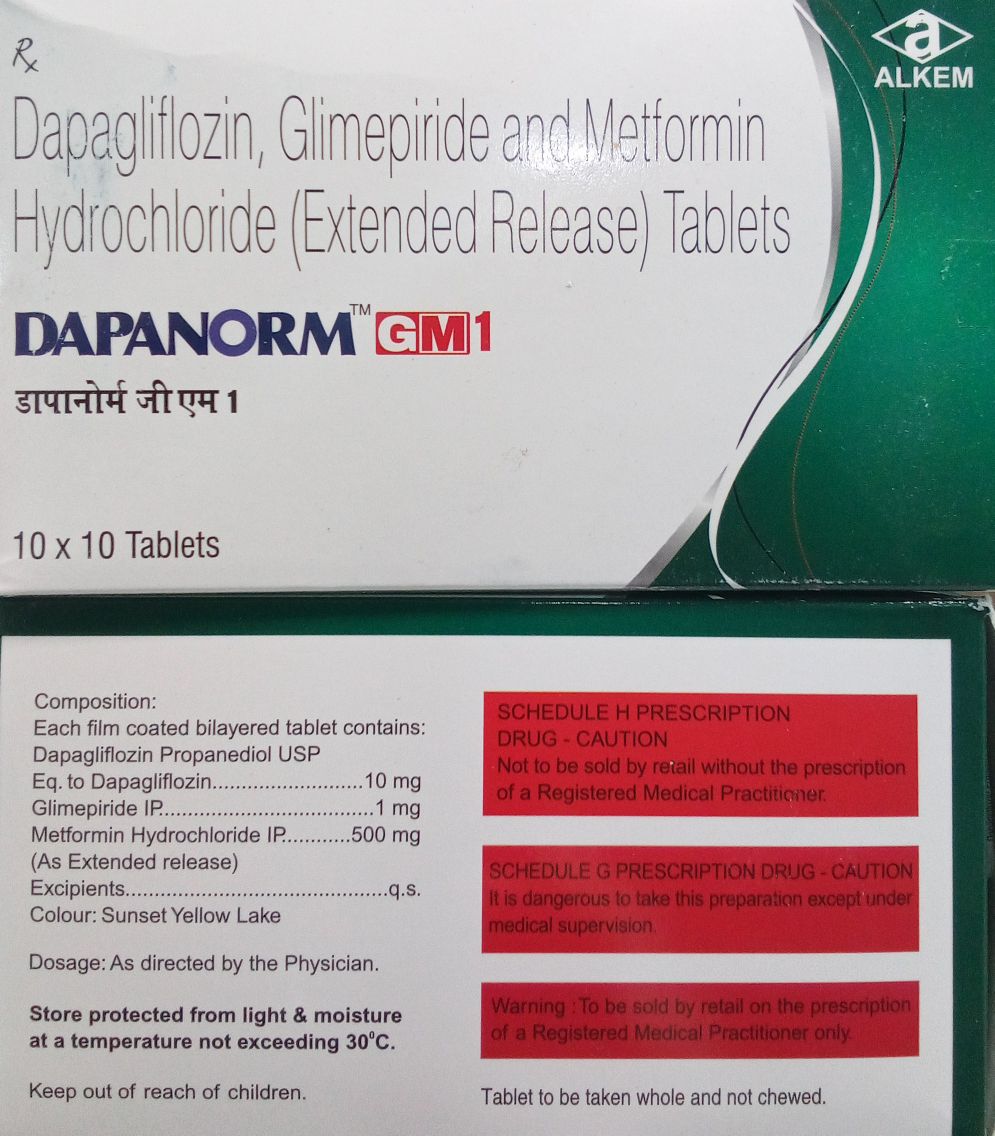 Rx
a
ALKEM
Dapagliflozin, Glimepiride and Metformin
Hydrochloride (Extended Release) Tablets
DAPANORM™ GM1
डापानोर्म जी एम 1
10 x 10 Tablets
Composition:
Each film coated bilayered tablet contains:
Dapagliflozin Propanediol USP
Eq. to Dapagliflozin..........................10 mg
Glimepiride IP.....................................1 mg
Metformin Hydrochloride IP............500 mg
(As Extended release)
Excipients.............................................q.s.
Colour: Sunset Yellow Lake
Dosage: As directed by the Physician.
Store protected from light & moisture
at a temperature not exceeding 30⁰C.
Keep out of reach of children.
SCHEDULE H PRESCRIPTION
DRUG - CAUTION
Not to be sold by retail without the prescription
of a Registered Medical Practitioner.
SCHEDULE G PRESCRIPTION DRUG - CAUTION
It is dangerous to take this preparation except under
medical supervision.
Warning : To be sold by retail on the prescription
of a Registered Medical Practitioner only.
Tablet to be taken whole and not chewed.